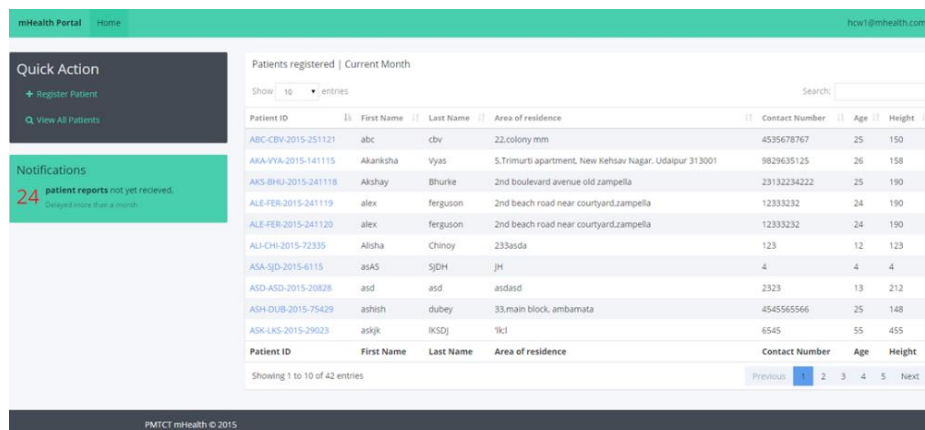 mHealth Portal Home hcw1@mhealth.com
Quick Action
Register Patient
View All Patients
Notifications
24 patient reports not yet recieved.
Delayed more than a month
Patients registered | Current Month
Show 10 entries Search:
Patient ID First Name Last Name Area of residence Contact Number Age Height
ABC-CBV-2015-251121 abc cbv 22,colony mm 4535678767 25 150
AKA-VYA-2015-141115 Akanksha Vyas 5,Trimurti apartment, New Kehsav Nagar, Udaipur 313001 9829635125 26 158
AKS-BHU-2015-241118 Akshay Bhurke 2nd boulevard avenue old zampella 23132234222 25 190
ALE-FER-2015-241119 alex ferguson 2nd beach road near courtyard,zampella 12333232 24 190
ALE-FER-2015-241120 alex ferguson 2nd beach road near courtyard,zampella 12333232 24 190
ALI-CHI-2015-72335 Alisha Chinoy 233asda 123 12 123
ASA-SJD-2015-6115 asAS SJDH JH 4 4 4
ASD-ASD-2015-20828 asd asd asdasd 2323 13 212
ASH-DUB-2015-75429 ashish dubey 33,main block, ambamata 4545565566 25 148
ASK-LKS-2015-29023 askjk lKSDJ 6545 55 455
Patient ID First Name Last Name Area of residence Contact Number Age Height
Showing 1 to 10 of 42 entries Previous 1 2 3 4 5 Next
PMTCT mHealth © 2015